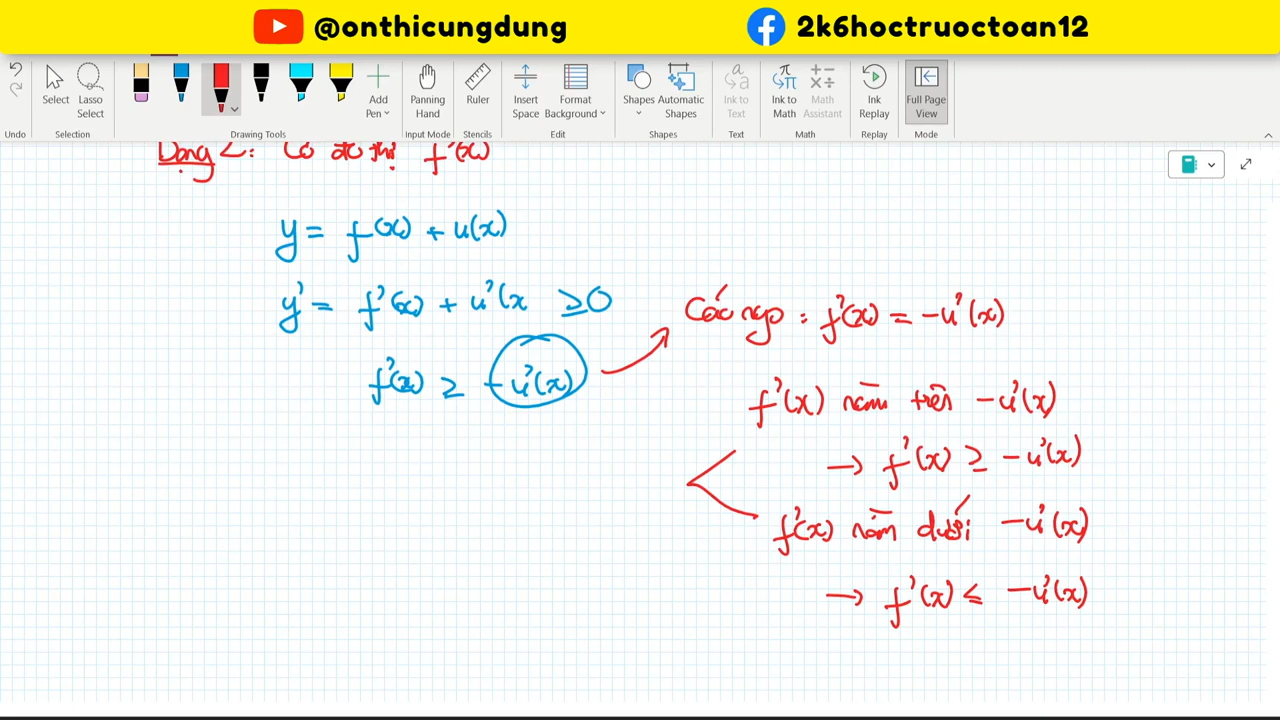 @onthicungdung 2k6hoctruoctoan12
Select Lasso Select Add Pen Panning Hand Ruler Insert Space Format Background Shapes Automatic Shapes Ink to Text Ink to Math Math Assistant Ink Replay Full Page View
Undo Selection Drawing Tools Input Mode Stencils Edit Shapes Text Math Replay Mode
Dạng 2: Có đồ thị f'(x)
y = f(x) + u(x)
y' = f'(x) + u'(x ≥ 0
f'(x) ≥ -u'(x)
f'(x) = -u'(x)
f'(x) nằm trên -u'(x)
→ f'(x) ≥ -u'(x)
f'(x) nằm dưới -u'(x)
→ f'(x) ≤ -u'(x)